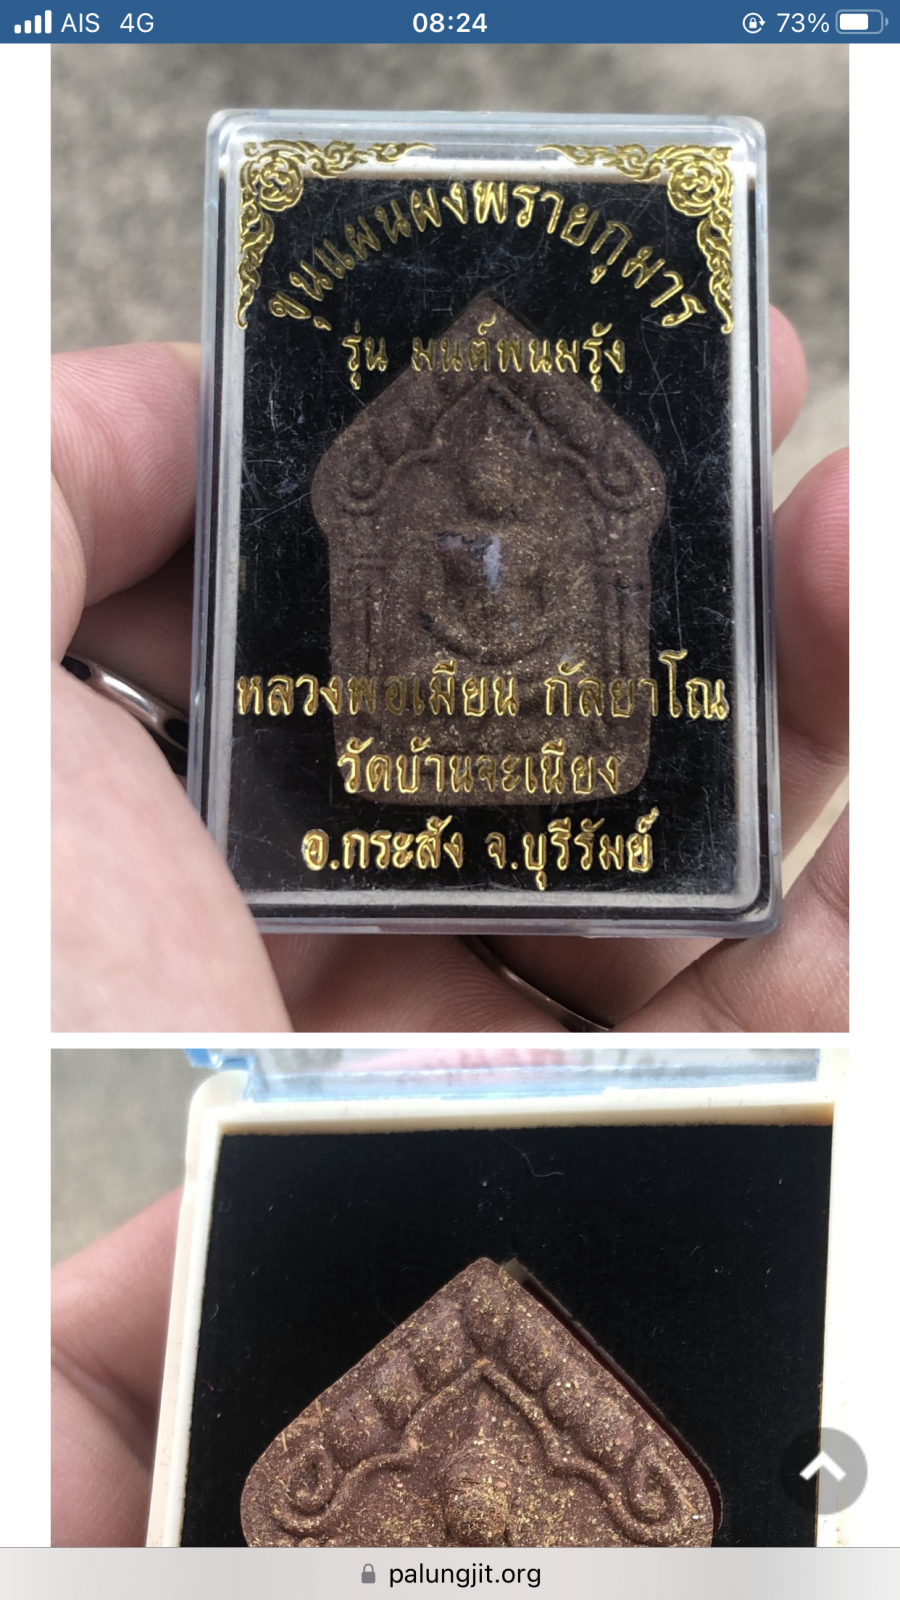 AIS 4G 08:24 73%
ขุนแผนผงพรายกุมาร
รุ่น มนต์พนมรุ้ง
หลวงพ่อเมียน กัลยาโณ
วัดบ้านจะเนียง
อ.กระสัง จ.บุรีรัมย์
palungjit.org